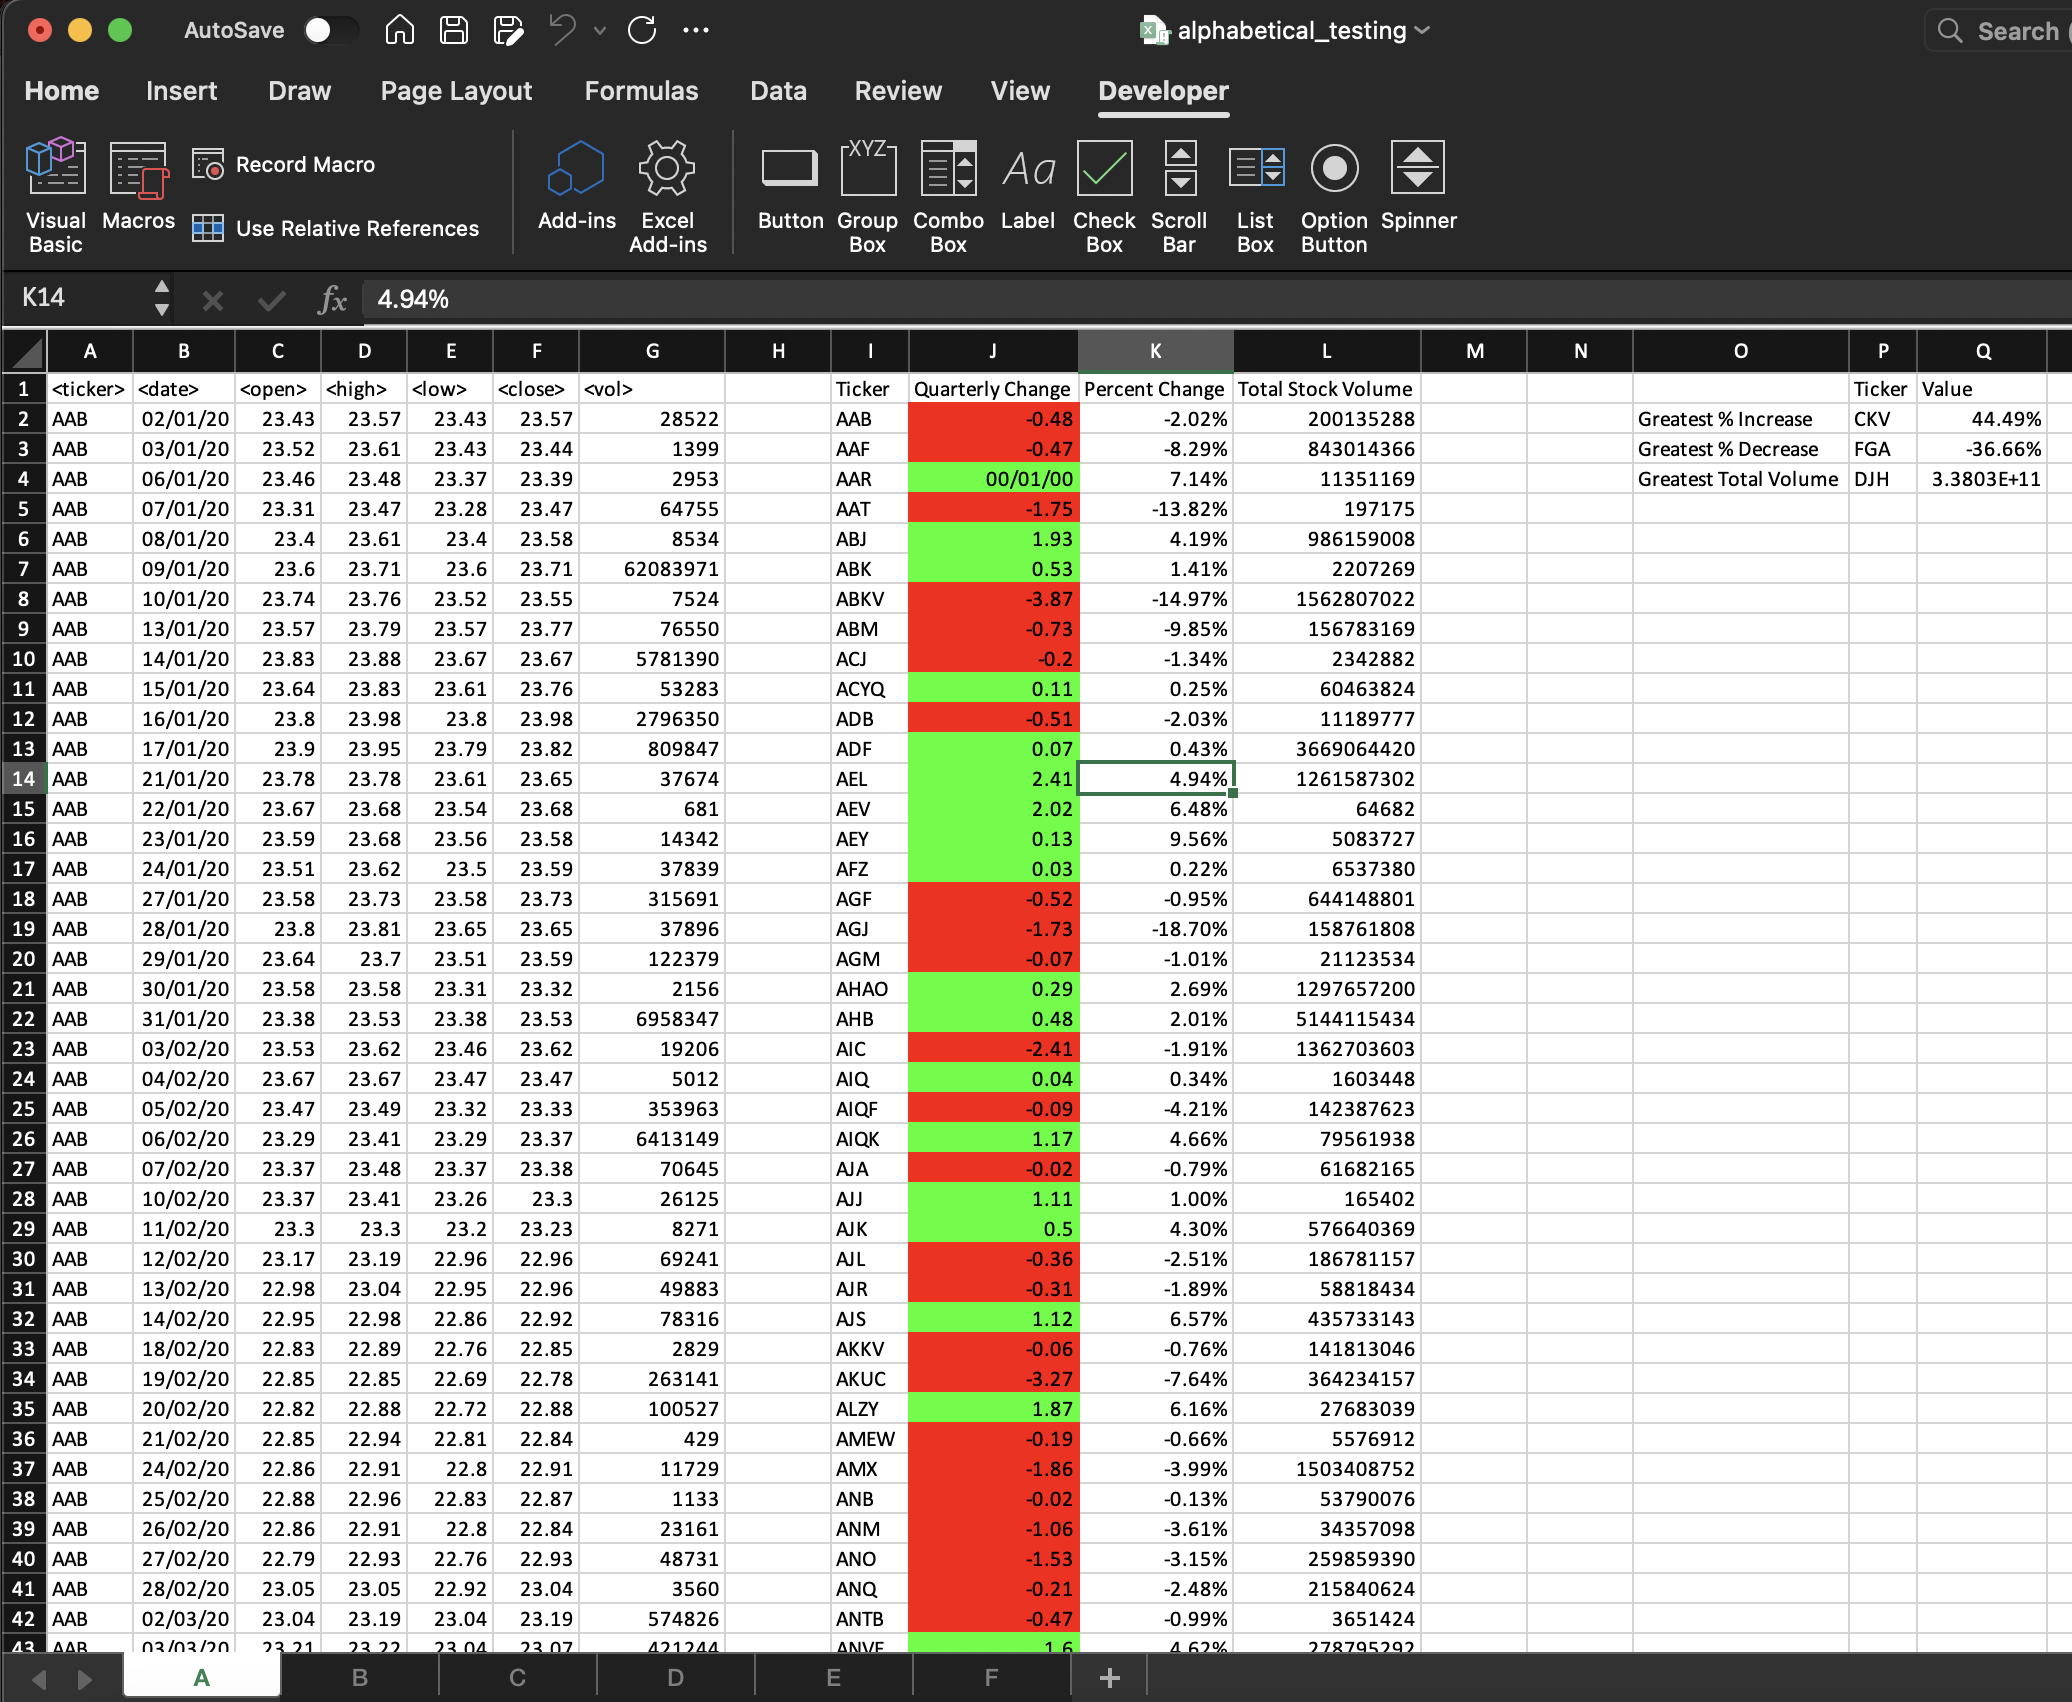 AutoSave
alphabetical_testing
Search (
Home Insert Draw Page Layout Formulas Data Review View Developer
Visual Basic Macros Record Macro Use Relative References Add-ins Excel Add-ins Button XYZ Group Box Combo Box Aa Label Check Box Scroll Bar List Box Option Button Spinner
K14 fx 4.94%
A B C D E F G H I J K L M N O P Q
1 <ticker> <date> <open> <high> <low> <close> <vol> Ticker Quarterly Change Percent Change Total Stock Volume Ticker Value
2 AAB 02/01/20 23.43 23.57 23.43 23.57 28522 AAB -0.48 -2.02% 200135288 Greatest % Increase CKV 44.49%
3 AAB 03/01/20 23.52 23.61 23.43 23.44 1399 AAF -0.47 -8.29% 843014366 Greatest % Decrease FGA -36.66%
4 AAB 06/01/20 23.46 23.48 23.37 23.39 2953 AAR 00/01/00 7.14% 11351169 Greatest Total Volume DJH 3.3803E+11
5 AAB 07/01/20 23.31 23.47 23.28 23.47 64755 AAT -1.75 -13.82% 197175
6 AAB 08/01/20 23.4 23.61 23.4 23.58 8534 ABJ 1.93 4.19% 986159008
7 AAB 09/01/20 23.6 23.71 23.6 23.71 62083971 ABK 0.53 1.41% 2207269
8 AAB 10/01/20 23.74 23.76 23.52 23.55 7524 ABKV -3.87 -14.97% 1562807022
9 AAB 13/01/20 23.57 23.79 23.57 23.77 76550 ABM -0.73 -9.85% 156783169
10 AAB 14/01/20 23.83 23.88 23.67 23.67 5781390 ACJ -0.2 -1.34% 2342882
11 AAB 15/01/20 23.64 23.83 23.61 23.76 53283 ACYQ 0.11 0.25% 60463824
12 AAB 16/01/20 23.8 23.98 23.8 23.98 2796350 ADB -0.51 -2.03% 11189777
13 AAB 17/01/20 23.9 23.95 23.79 23.82 809847 ADF 0.07 0.43% 3669064420
14 AAB 21/01/20 23.78 23.78 23.61 23.65 37674 AEL 2.41 4.94% 1261587302
15 AAB 22/01/20 23.67 23.68 23.54 23.68 681 AEV 2.02 6.48% 64682
16 AAB 23/01/20 23.59 23.68 23.56 23.58 14342 AEY 0.13 9.56% 5083727
17 AAB 24/01/20 23.51 23.62 23.5 23.59 37839 AFZ 0.03 0.22% 6537380
18 AAB 27/01/20 23.58 23.73 23.58 23.73 315691 AGF -0.52 -0.95% 644148801
19 AAB 28/01/20 23.8 23.81 23.65 23.65 37896 AGJ -1.73 -18.70% 158761808
20 AAB 29/01/20 23.64 23.7 23.51 23.59 122379 AGM -0.07 -1.01% 21123534
21 AAB 30/01/20 23.58 23.58 23.31 23.32 2156 AHAO 0.29 2.69% 1297657200
22 AAB 31/01/20 23.38 23.53 23.38 23.53 6958347 AHB 0.48 2.01% 5144115434
23 AAB 03/02/20 23.53 23.62 23.46 23.62 19206 AIC -2.41 -1.91% 1362703603
24 AAB 04/02/20 23.67 23.67 23.47 23.47 5012 AIQ 0.04 0.34% 1603448
25 AAB 05/02/20 23.47 23.49 23.32 23.33 353963 AIQF -0.09 -4.21% 142387623
26 AAB 06/02/20 23.29 23.41 23.29 23.37 6413149 AIQK 1.17 4.66% 79561938
27 AAB 07/02/20 23.37 23.48 23.37 23.38 70645 AJA -0.02 -0.79% 61682165
28 AAB 10/02/20 23.37 23.41 23.26 23.3 26125 AJJ 1.11 1.00% 165402
29 AAB 11/02/20 23.3 23.3 23.2 23.23 8271 AJK 0.5 4.30% 576640369
30 AAB 12/02/20 23.17 23.19 22.96 22.96 69241 AJL -0.36 -2.51% 186781157
31 AAB 13/02/20 22.98 23.04 22.95 22.96 49883 AJR -0.31 -1.89% 58818434
32 AAB 14/02/20 22.95 22.98 22.86 22.92 78316 AJS 1.12 6.57% 435733143
33 AAB 18/02/20 22.83 22.89 22.76 22.85 2829 AKKV -0.06 -0.76% 141813046
34 AAB 19/02/20 22.85 22.85 22.69 22.78 263141 AKUC -3.27 -7.64% 364234157
35 AAB 20/02/20 22.82 22.88 22.72 22.88 100527 ALZY 1.87 6.16% 27683039
36 AAB 21/02/20 22.85 22.94 22.81 22.84 429 AMEW -0.19 -0.66% 5576912
37 AAB 24/02/20 22.86 22.91 22.8 22.91 11729 AMX -1.86 -3.99% 1503408752
38 AAB 25/02/20 22.88 22.96 22.83 22.87 1133 ANB -0.02 -0.13% 53790076
39 AAB 26/02/20 22.86 22.91 22.8 22.84 23161 ANM -1.06 -3.61% 34357098
40 AAB 27/02/20 22.79 22.93 22.76 22.93 48731 ANO -1.53 -3.15% 259859390
41 AAB 28/02/20 23.05 23.05 22.92 23.04 3560 ANQ -0.21 -2.48% 215840624
42 AAB 02/03/20 23.04 23.19 23.04 23.19 574826 ANTB -0.47 -0.99% 3651424
43 AAB 03/03/20 23.21 23.22 23.04 23.07 421244 ANVE 1.6 4.62% 278795292
A B C D E F +